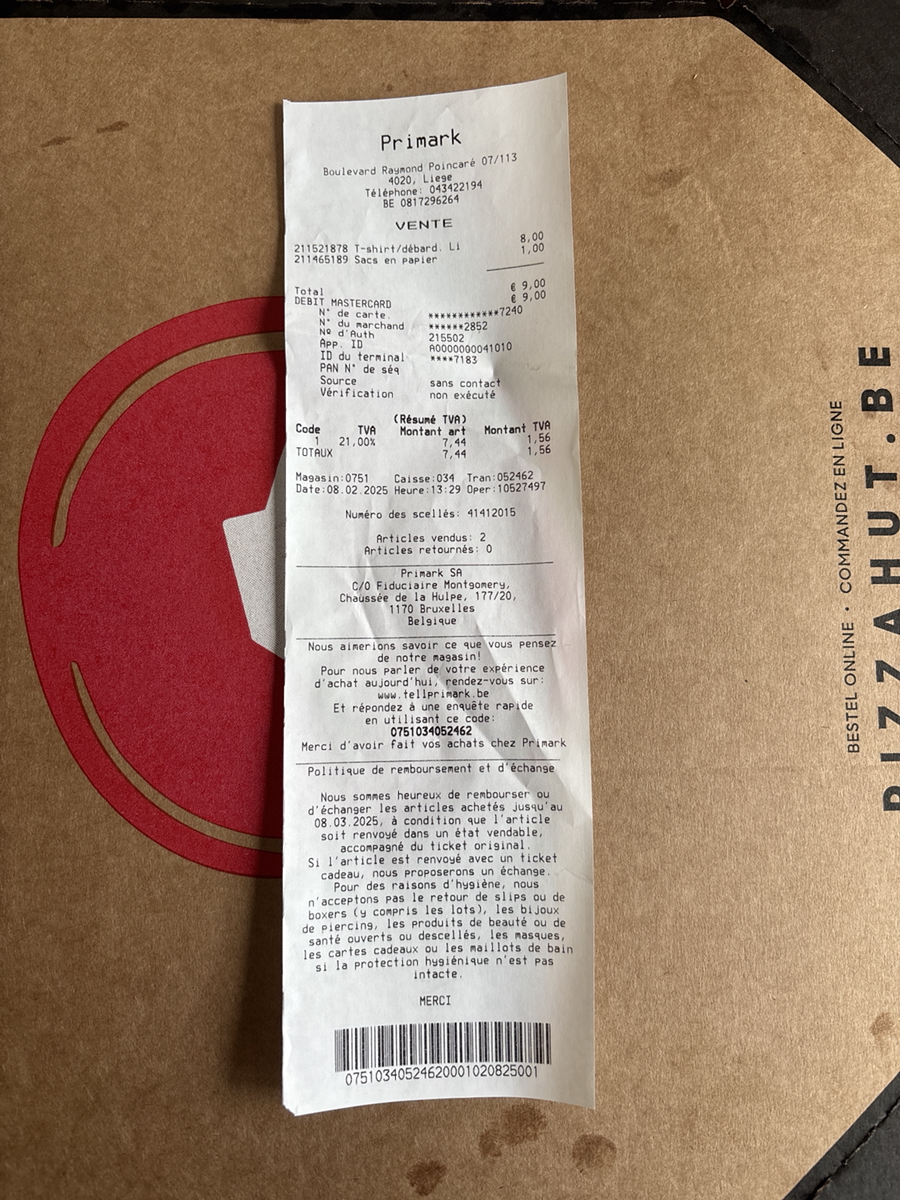 Primark
Boulevard Raymond Poincaré 07/113
4020, Liege
Téléphone: 043422194
BE 0817296264
VENTE
211521878 T-shirt/débard. Li 8,00
211465189 Sacs en papier 1,00
Total € 9,00
DEBIT MASTERCARD € 9,00
N° de carte. ************7240
N° du marchand ******2852
Nº d'Auth 215502
App. ID A0000000041010
ID du terminal ****7183
PAN N° de séq
Source sans contact
Vérification non exécuté
(Résumé TVA)
Code TVA Montant art Montant TVA
1 21,00% 7,44 1,56
TOTAUX 7,44 1,56
Magasin:0751 Caisse:034 Tran:052462
Date:08.02.2025 Heure:13:29 Oper:10527497
Numéro des scellés: 41412015
Articles vendus: 2
Articles retournés: 0
Primark SA
C/O Fiduciaire Montgomery,
Chaussée de la Hulpe, 177/20,
1170 Bruxelles
Belgique
Nous aimerions savoir ce que vous pensez
de notre magasin!
Pour nous parler de votre expérience
d'achat aujourd'hui, rendez-vous sur:
www.tellprimark.be
Et répondez à une enquête rapide
en utilisant ce code:
0751034052462
Merci d'avoir fait vos achats chez Primark
Politique de remboursement et d'échange
Nous sommes heureux de rembourser ou
d'échanger les articles achetés jusqu'au
08.03.2025, à condition que l'article
soit renvoyé dans un état vendable,
accompagné du ticket original.
Si l'article est renvoyé avec un ticket
cadeau, nous proposerons un échange.
Pour des raisons d'hygiène, nous
n'acceptons pas le retour de slips ou de
boxers (y compris les lots), les bijoux
de piercing, les produits de beauté ou de
santé ouverts ou descellés, les masques,
les cartes cadeaux ou les maillots de bain
si la protection hygiénique n'est pas
intacte.
MERCI
07510340524620001020825001
BESTEL ONLINE • COMMANDEZ EN LIGNE
PIZZAHUT.BE